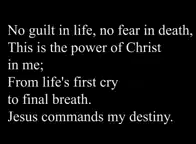 No guilt in life, no fear in death,
This is the power of Christ
in me;
From life's first cry
to final breath.
Jesus commands my destiny.